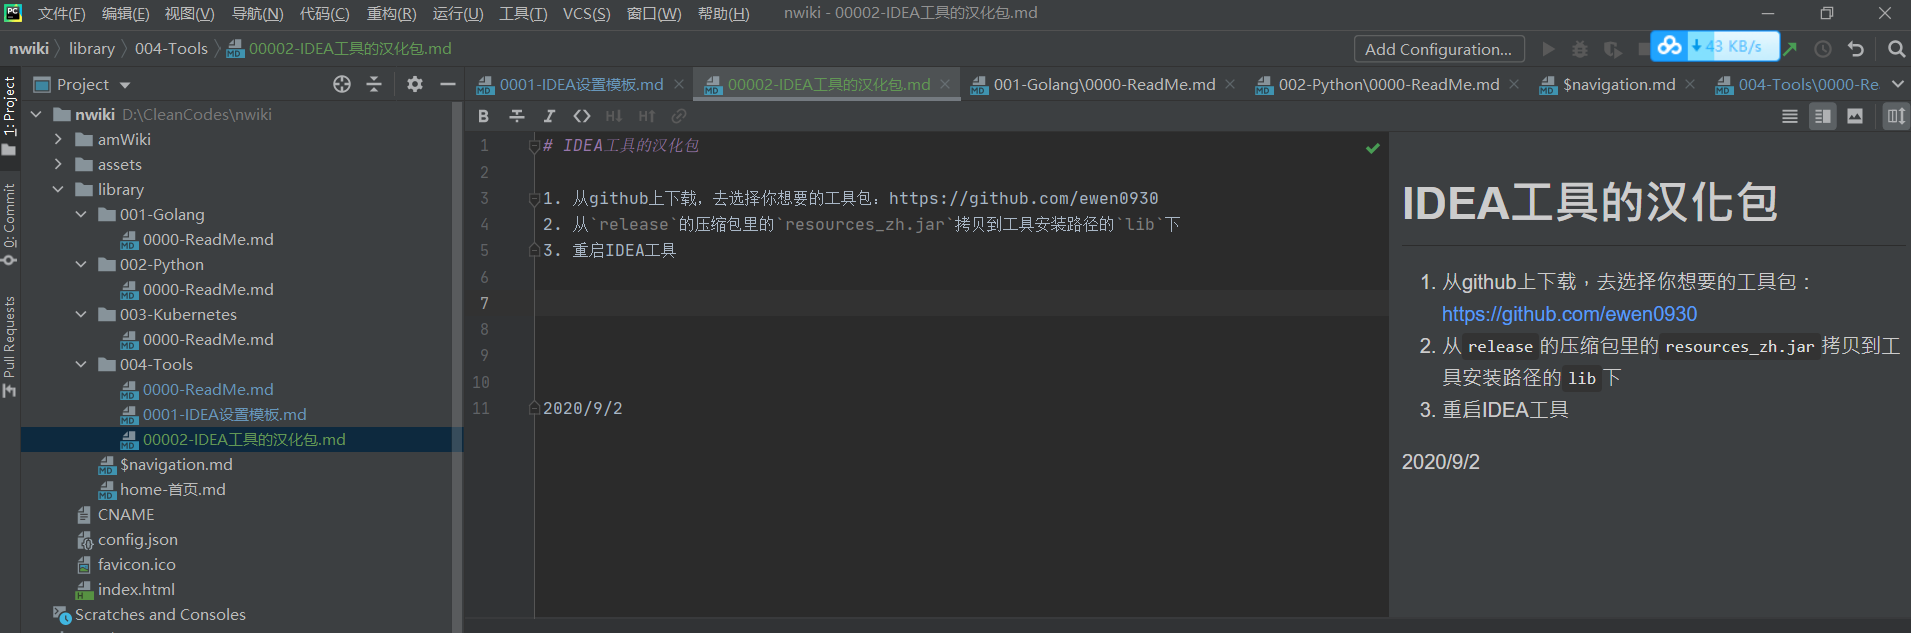 PC 文件(F) 编辑(E) 视图(V) 导航(N) 代码(C) 重构(R) 运行(U) 工具(T) VCS(S) 窗口(W) 帮助(H) nwiki - 00002-IDEA工具的汉化包.md
nwiki library 004-Tools 00002-IDEA工具的汉化包.md Add Configuration... 43 KB/s
Project
0001-IDEA设置模板.md 00002-IDEA工具的汉化包.md 001-Golang\0000-ReadMe.md 002-Python\0000-ReadMe.md $navigation.md 004-Tools\0000-Re
1: Project
0: Commit
Pull Requests
nwiki D:\CleanCodes\nwiki
amWiki
assets
library
001-Golang
0000-ReadMe.md
002-Python
0000-ReadMe.md
003-Kubernetes
0000-ReadMe.md
004-Tools
0000-ReadMe.md
0001-IDEA设置模板.md
00002-IDEA工具的汉化包.md
$navigation.md
home-首页.md
CNAME
config.json
favicon.ico
index.html
Scratches and Consoles
B I <> H↓ H↑
1 # IDEA工具的汉化包
2
3 1. 从github上下载，去选择你想要的工具包：https://github.com/ewen0930
4 2. 从`release`的压缩包里的`resources_zh.jar`拷贝到工具安装路径的`lib`下
5 3. 重启IDEA工具
6
7
8
9
10
11 2020/9/2
IDEA工具的汉化包
1. 从github上下载，去选择你想要的工具包：
https://github.com/ewen0930
2. 从 release 的压缩包里的 resources_zh.jar 拷贝到工
具安装路径的 lib 下
3. 重启IDEA工具
2020/9/2